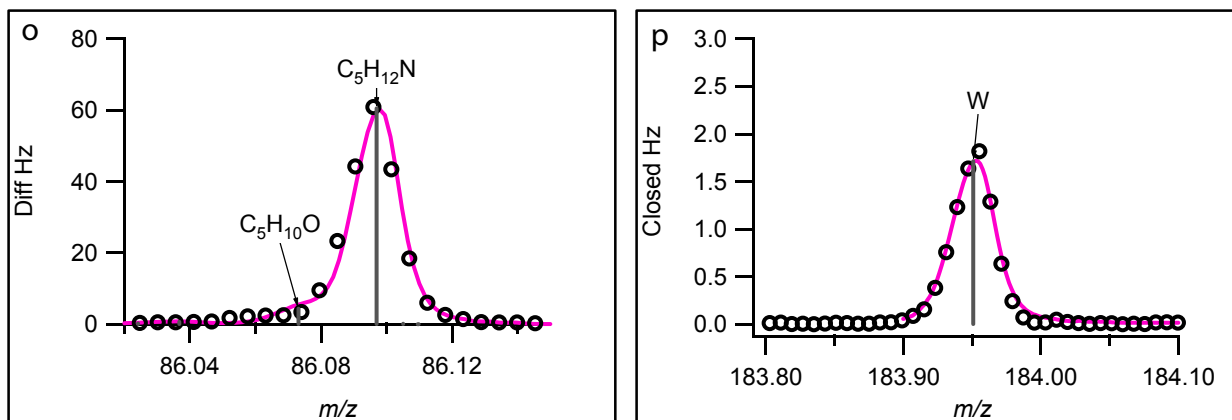 o
80
60
40
20
0
Diff Hz
C₅H₁₂N
C₅H₁₀O
86.04
86.08
86.12
m/z
p
3.0
2.5
2.0
1.5
1.0
0.5
0.0
Closed Hz
W
183.80
183.90
184.00
184.10
m/z